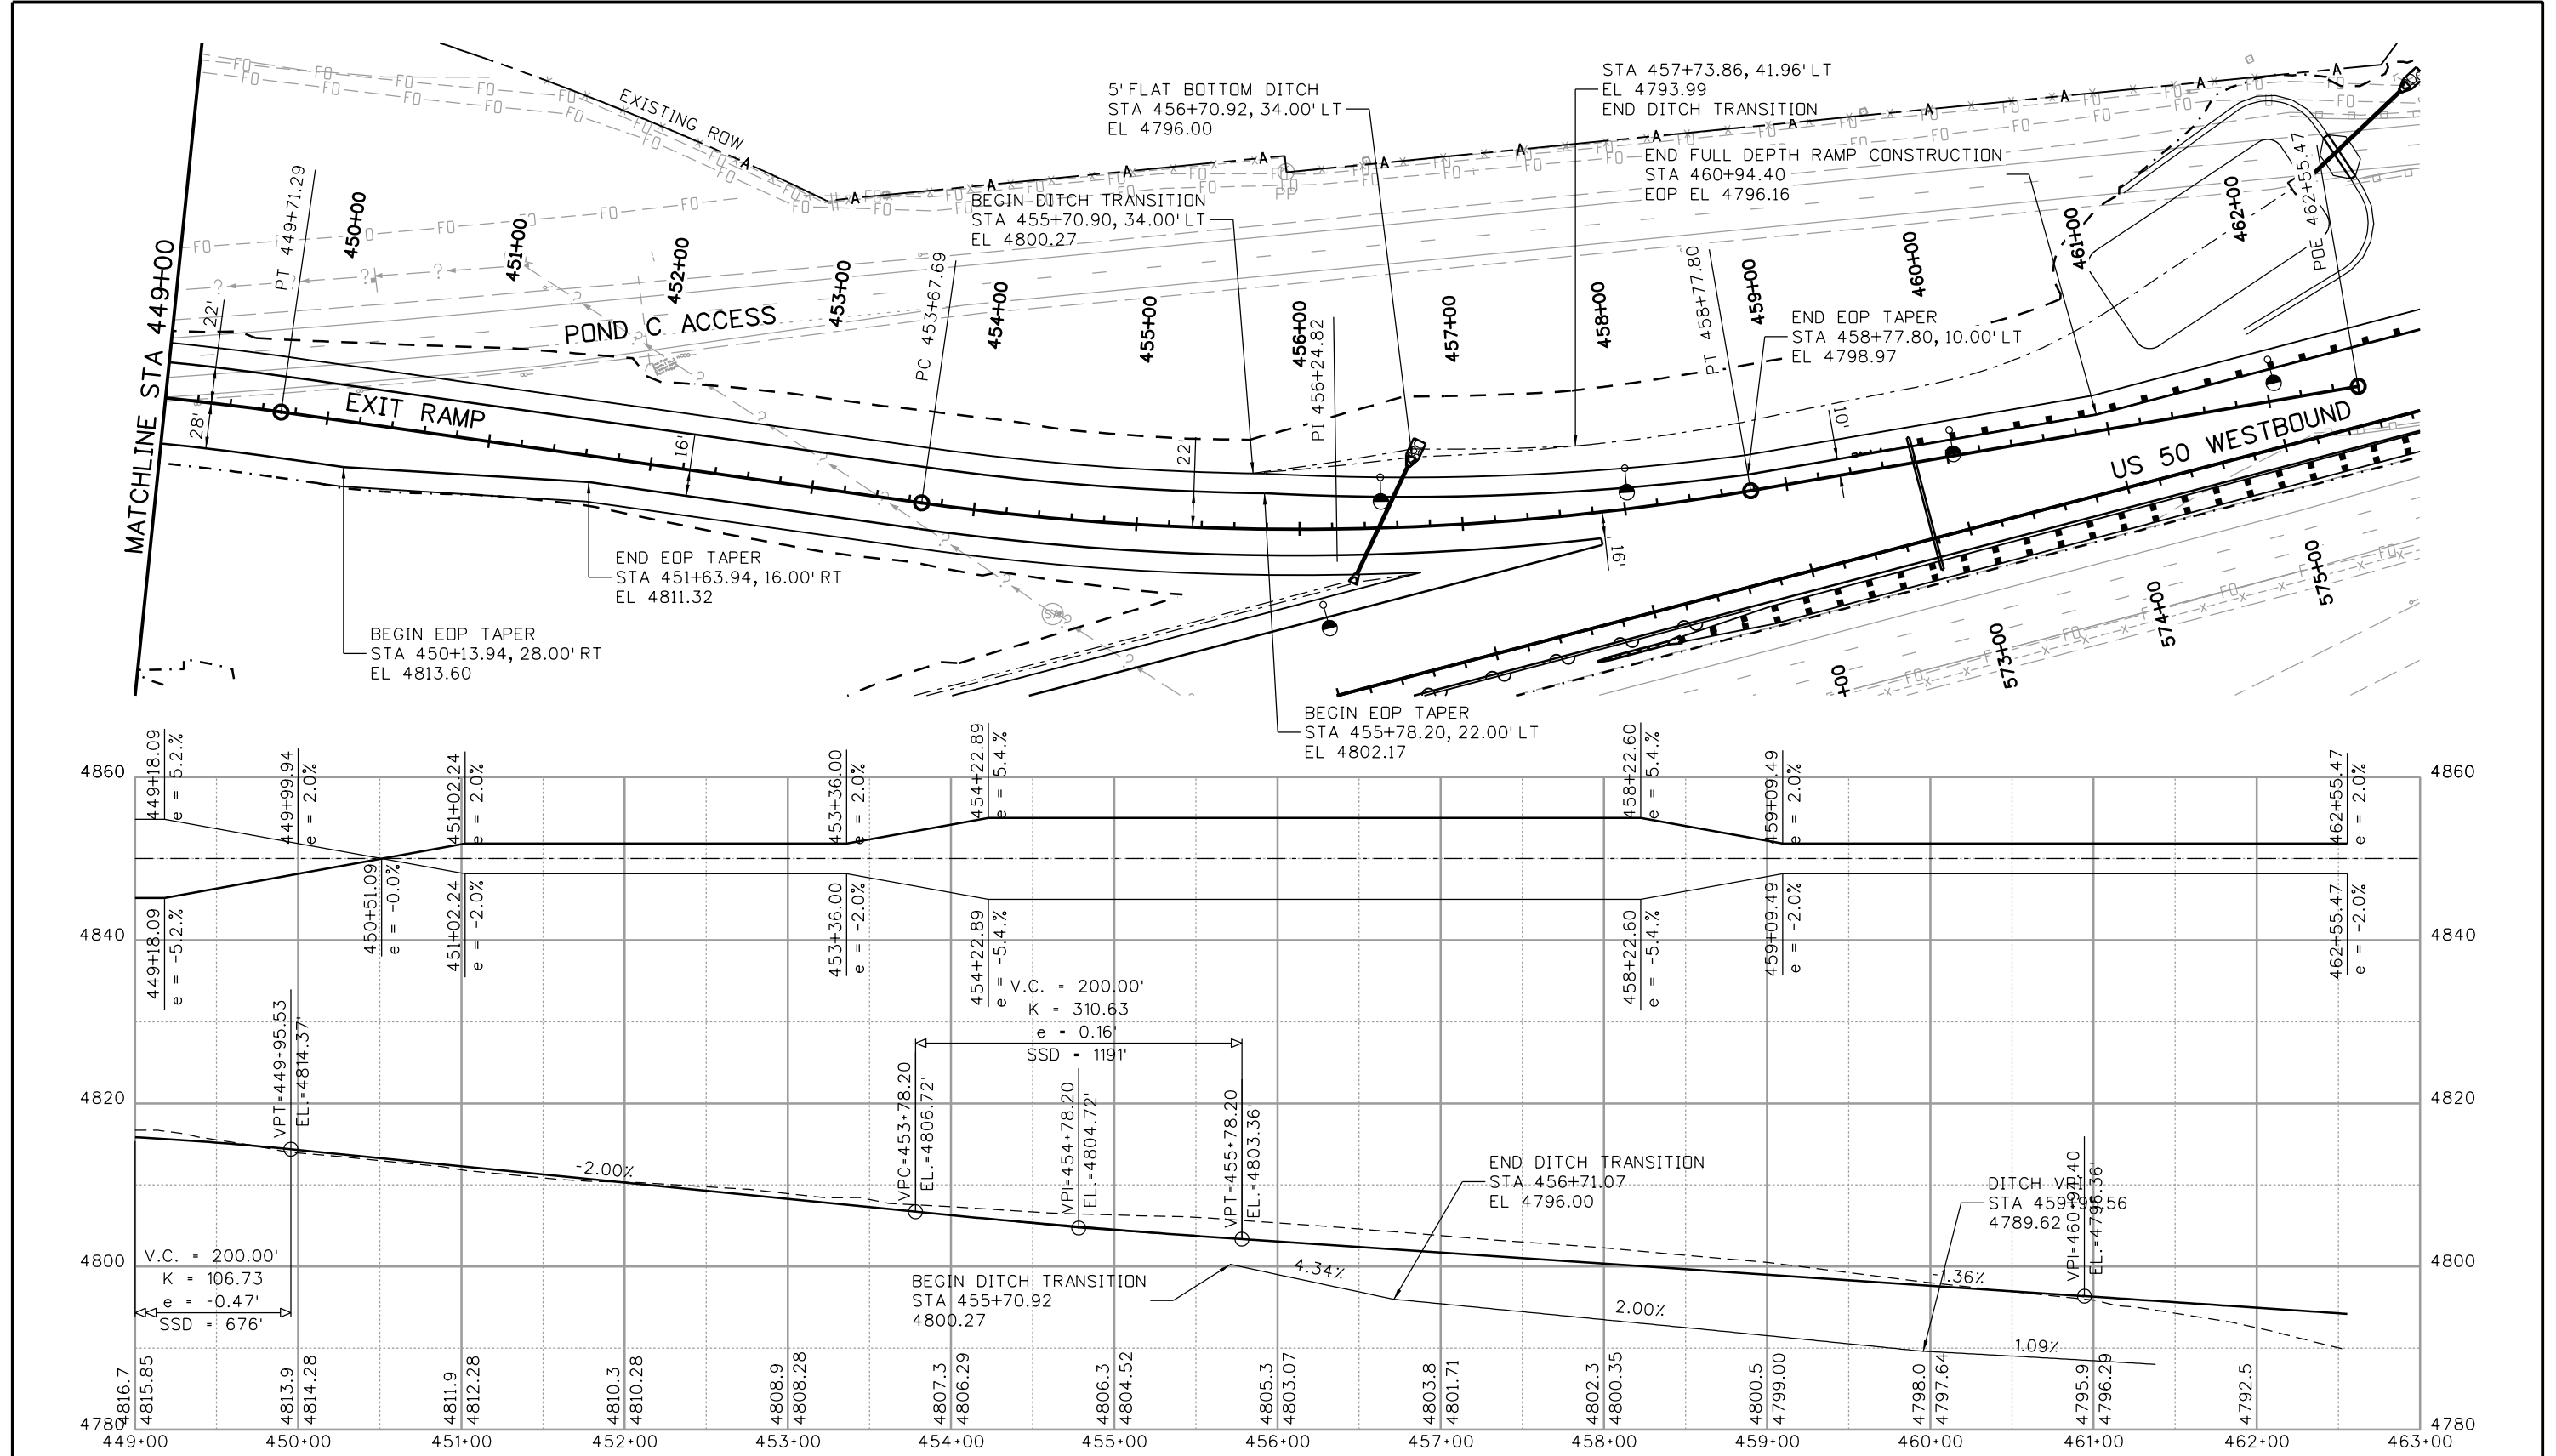 5' FLAT BOTTOM DITCH
STA 456+70.92, 34.00' LT
EL 4796.00
STA 457+73.86, 41.96' LT
EL 4793.99
END DITCH TRANSITION
EXISTING ROW
END FULL DEPTH RAMP CONSTRUCTION
STA 460+94.40
EOP EL 4796.16
BEGIN DITCH TRANSITION
STA 455+70.90, 34.00' LT
EL 4800.27
MATCHLINE STA 449+00
PT 449+71.29
450+00
451+00
452+00
453+00
PC 453+67.69
454+00
455+00
456+00
PI 456+24.82
457+00
458+00
PT 458+77.80
459+00
460+00
461+00
462+00
POE 462+55.47
22'
28'
POND C ACCESS
EXIT RAMP
16'
22'
16'
10'
END EOP TAPER
STA 458+77.80, 10.00' LT
EL 4798.97
US 50 WESTBOUND
END EOP TAPER
STA 451+63.94, 16.00' RT
EL 4811.32
BEGIN EOP TAPER
STA 450+13.94, 28.00' RT
EL 4813.60
BEGIN EOP TAPER
STA 455+78.20, 22.00' LT
EL 4802.17
+00
573+00
574+00
575+00
4860
4860
449+18.09
e = 5.2.%
449+99.94
e = 2.0%
451+02.24
e = 2.0%
453+36.00
e = 2.0%
454+22.89
e = 5.4.%
458+22.60
e = 5.4.%
459+09.49
e = 2.0%
462+55.47
e = 2.0%
4840
4840
449+18.09
e = -5.2.%
450+51.09
e = -0.0%
451+02.24
e = -2.0%
453+36.00
e = -2.0%
454+22.89
e = -5.4.%
458+22.60
e = -5.4.%
459+09.49
e = -2.0%
462+55.47
e = -2.0%
V.C. = 200.00'
K = 310.63
e = 0.16'
SSD = 1191'
4820
4820
VPT=449+95.53
EL.=4814.37'
-2.00%
VPC=453+78.20
EL.=4806.72'
VPI=454+78.20
EL.=4804.72'
VPT=455+78.20
EL.=4803.36'
END DITCH TRANSITION
STA 456+71.07
EL 4796.00
DITCH VPI
STA 459+95.56
4789.62
VPI=460+94.40
-1.36%
4800
4800
V.C. = 200.00'
K = 106.73
e = -0.47'
SSD = 676'
BEGIN DITCH TRANSITION
STA 455+70.92
4800.27
4.34%
2.00%
1.09%
4816.7
4815.85
4813.9
4814.28
4811.9
4812.28
4810.3
4810.28
4808.9
4808.28
4807.3
4806.29
4806.3
4804.52
4805.3
4803.07
4803.8
4801.71
4802.3
4800.35
4800.5
4799.00
4798.0
4797.64
4795.9
4796.29
4792.5
4780
4780
449+00
450+00
451+00
452+00
453+00
454+00
455+00
456+00
457+00
458+00
459+00
460+00
461+00
462+00
463+00